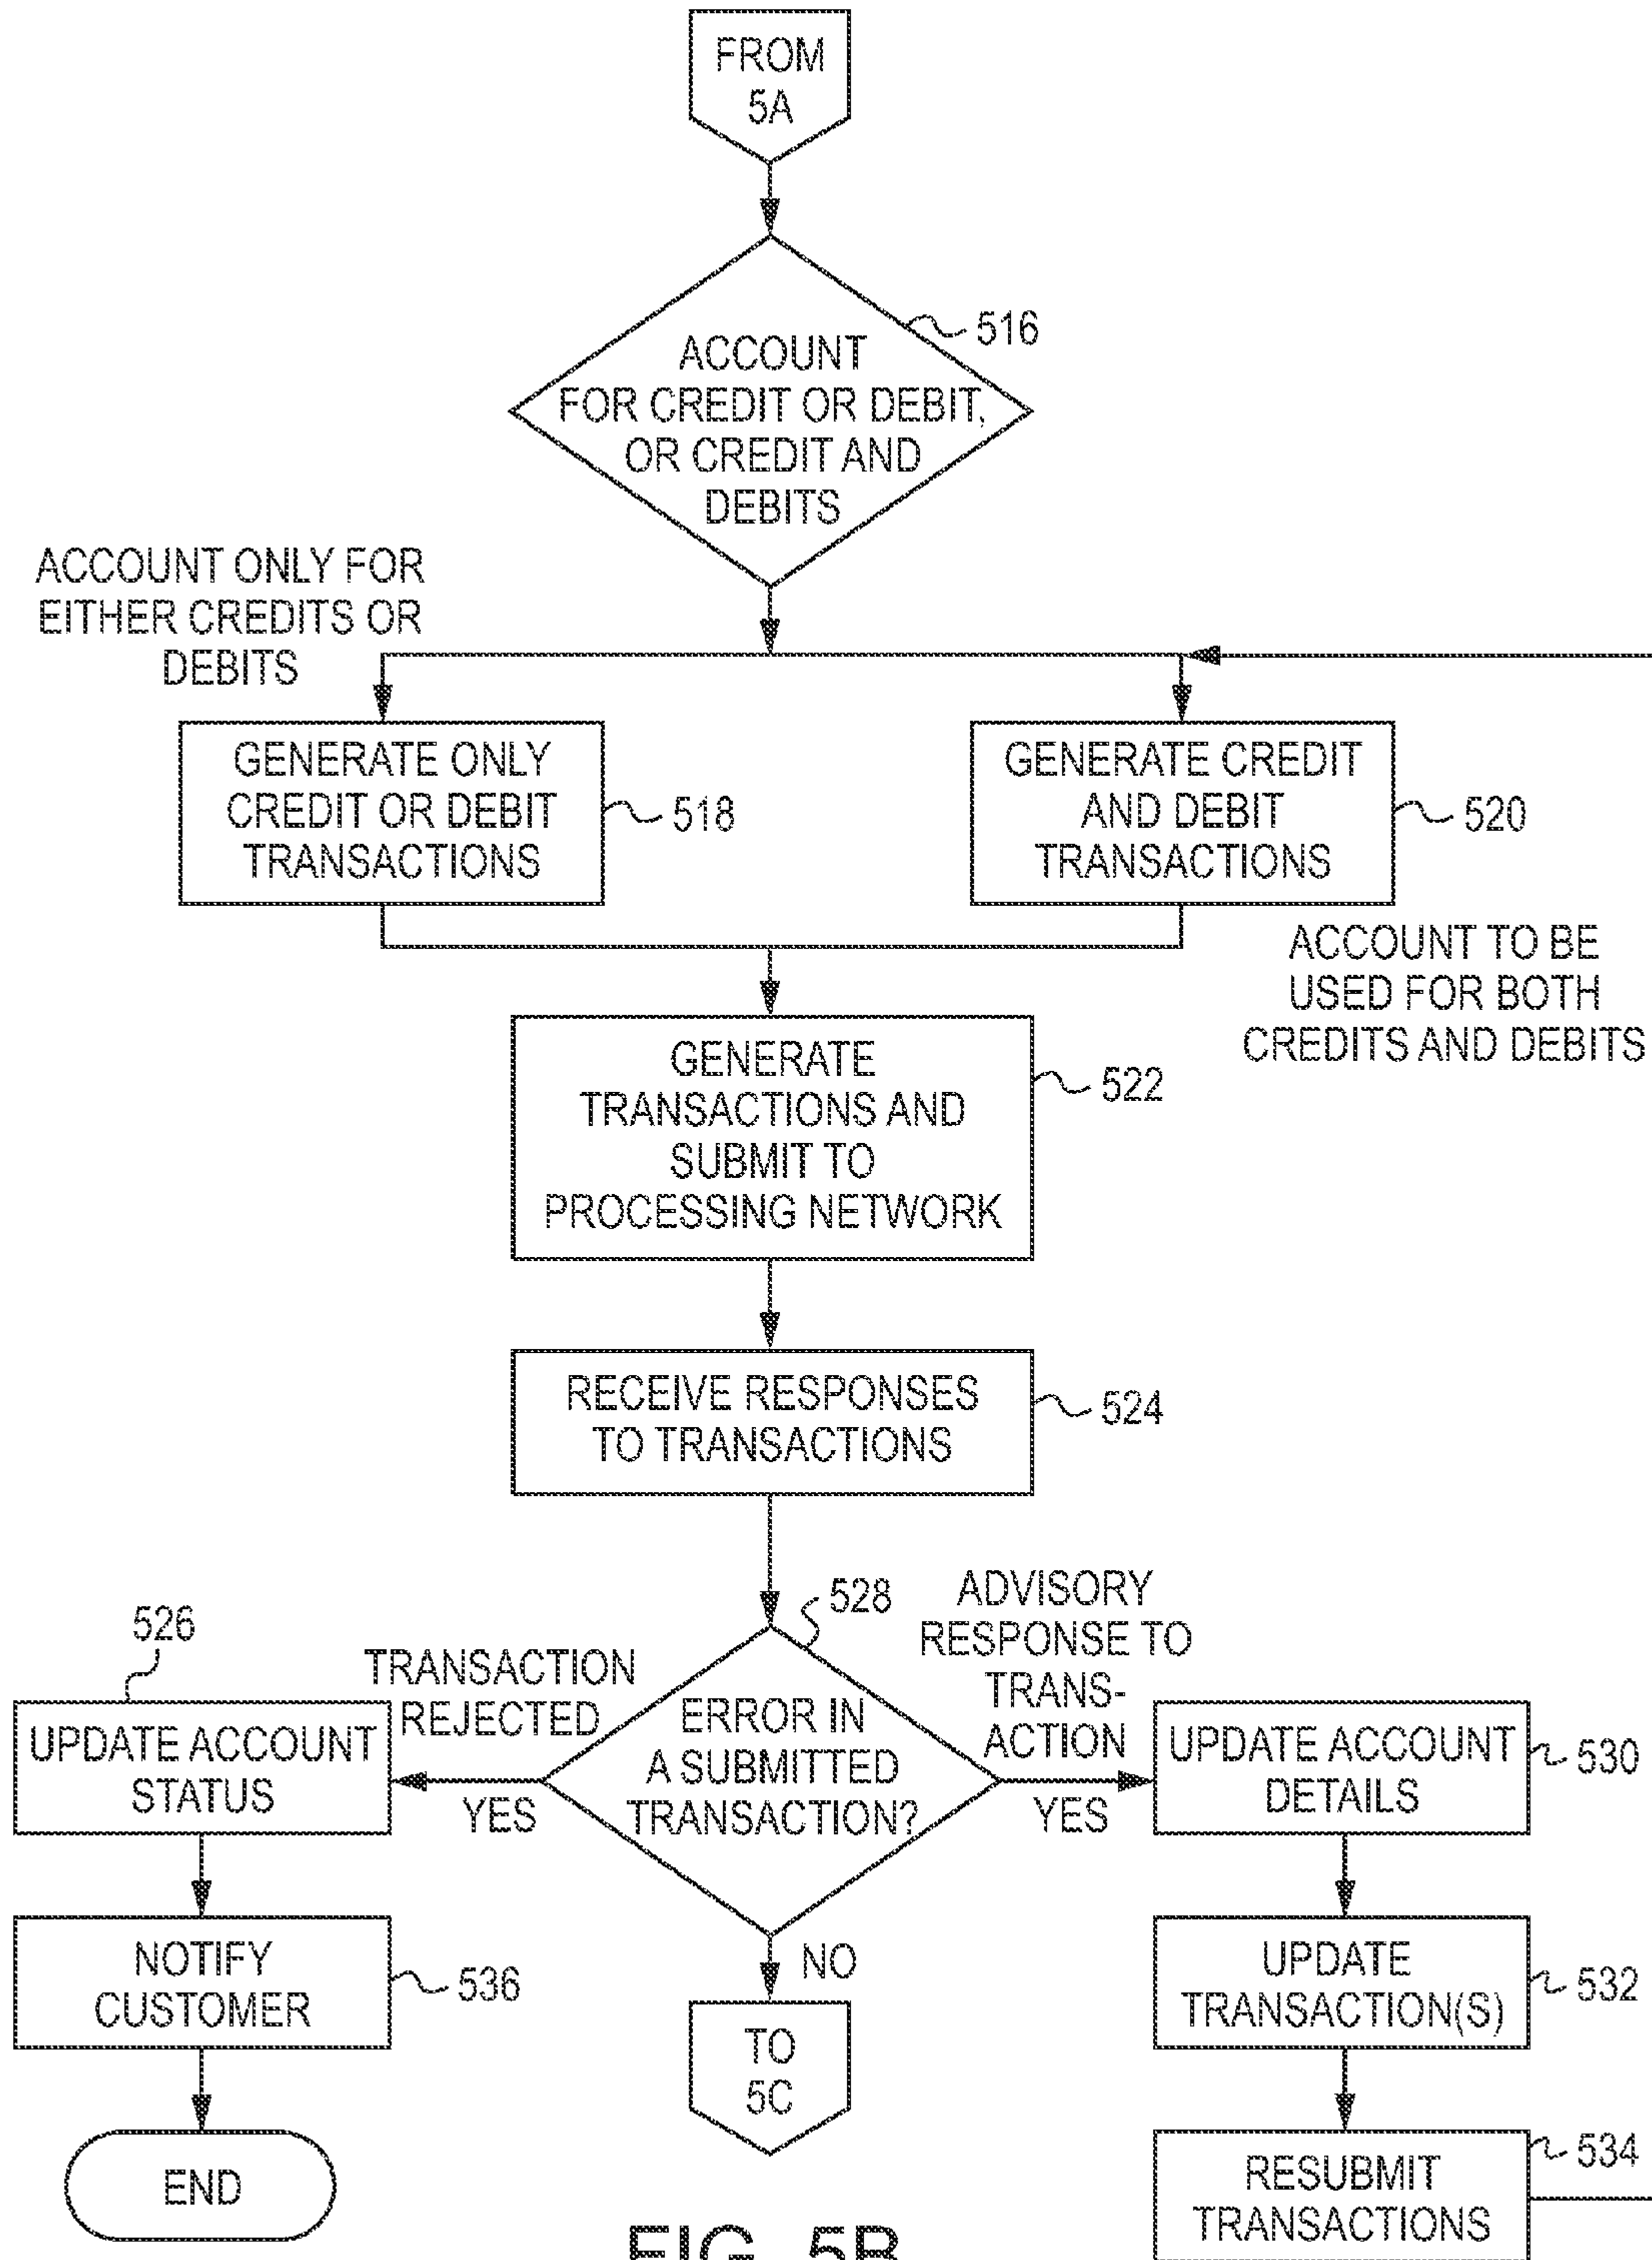 FROM
5A
ACCOUNT
FOR CREDIT OR DEBIT,
OR CREDIT AND
DEBITS
516
ACCOUNT ONLY FOR
EITHER CREDITS OR
DEBITS
GENERATE ONLY
CREDIT OR DEBIT
TRANSACTIONS
518
GENERATE CREDIT
AND DEBIT
TRANSACTIONS
520
ACCOUNT TO BE
USED FOR BOTH
CREDITS AND DEBITS
GENERATE
TRANSACTIONS AND
SUBMIT TO
PROCESSING NETWORK
522
RECEIVE RESPONSES
TO TRANSACTIONS
524
528
ERROR IN
A SUBMITTED
TRANSACTION?
TRANSACTION
REJECTED
YES
526
UPDATE ACCOUNT
STATUS
NOTIFY
CUSTOMER
536
END
NO
TO
5C
ADVISORY
RESPONSE TO
TRANS-
ACTION
YES
UPDATE ACCOUNT
DETAILS
530
UPDATE
TRANSACTION(S)
532
RESUBMIT
TRANSACTIONS
534
FIG. 5B